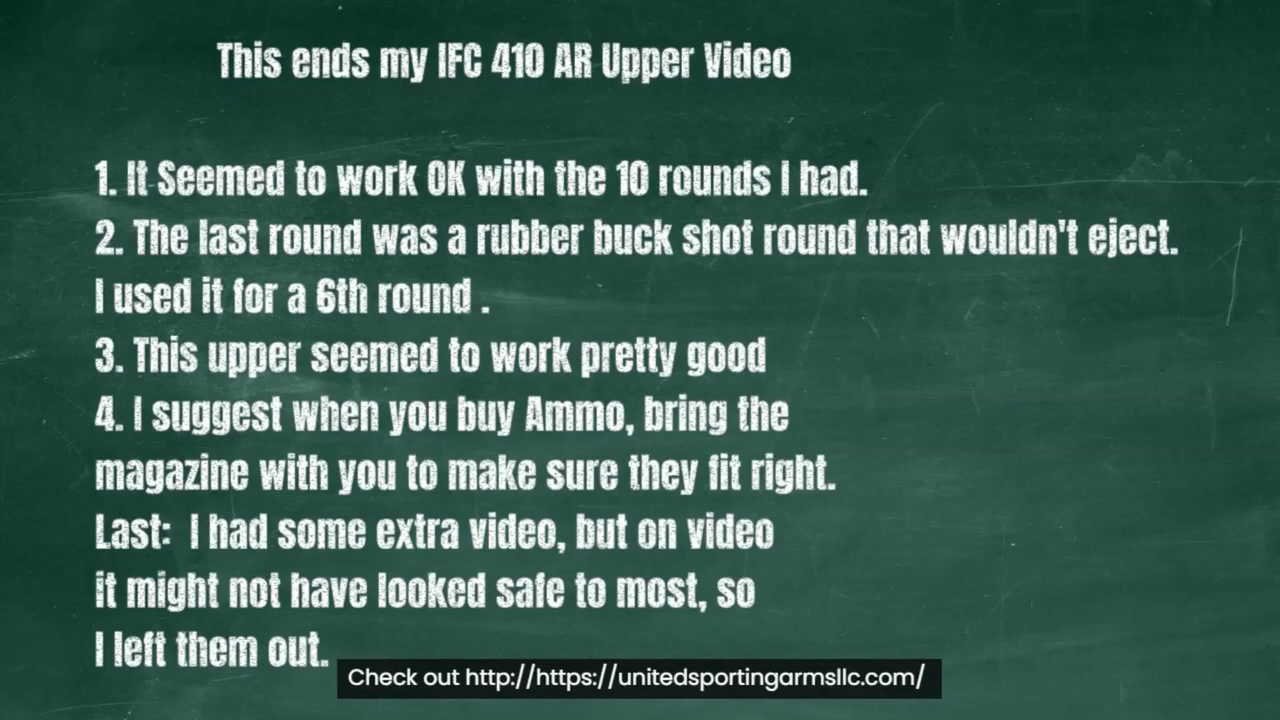 This ends my IFC 410 AR Upper Video
1. It Seemed to work OK with the 10 rounds I had.
2. The last round was a rubber buck shot round that wouldn't eject.
I used it for a 6th round .
3. This upper seemed to work pretty good
4. I suggest when you buy Ammo, bring the
magazine with you to make sure they fit right.
Last:  I had some extra video, but on video
it might not have looked safe to most, so
I left them out.
Check out http://https://unitedsportingarmsllc.com/